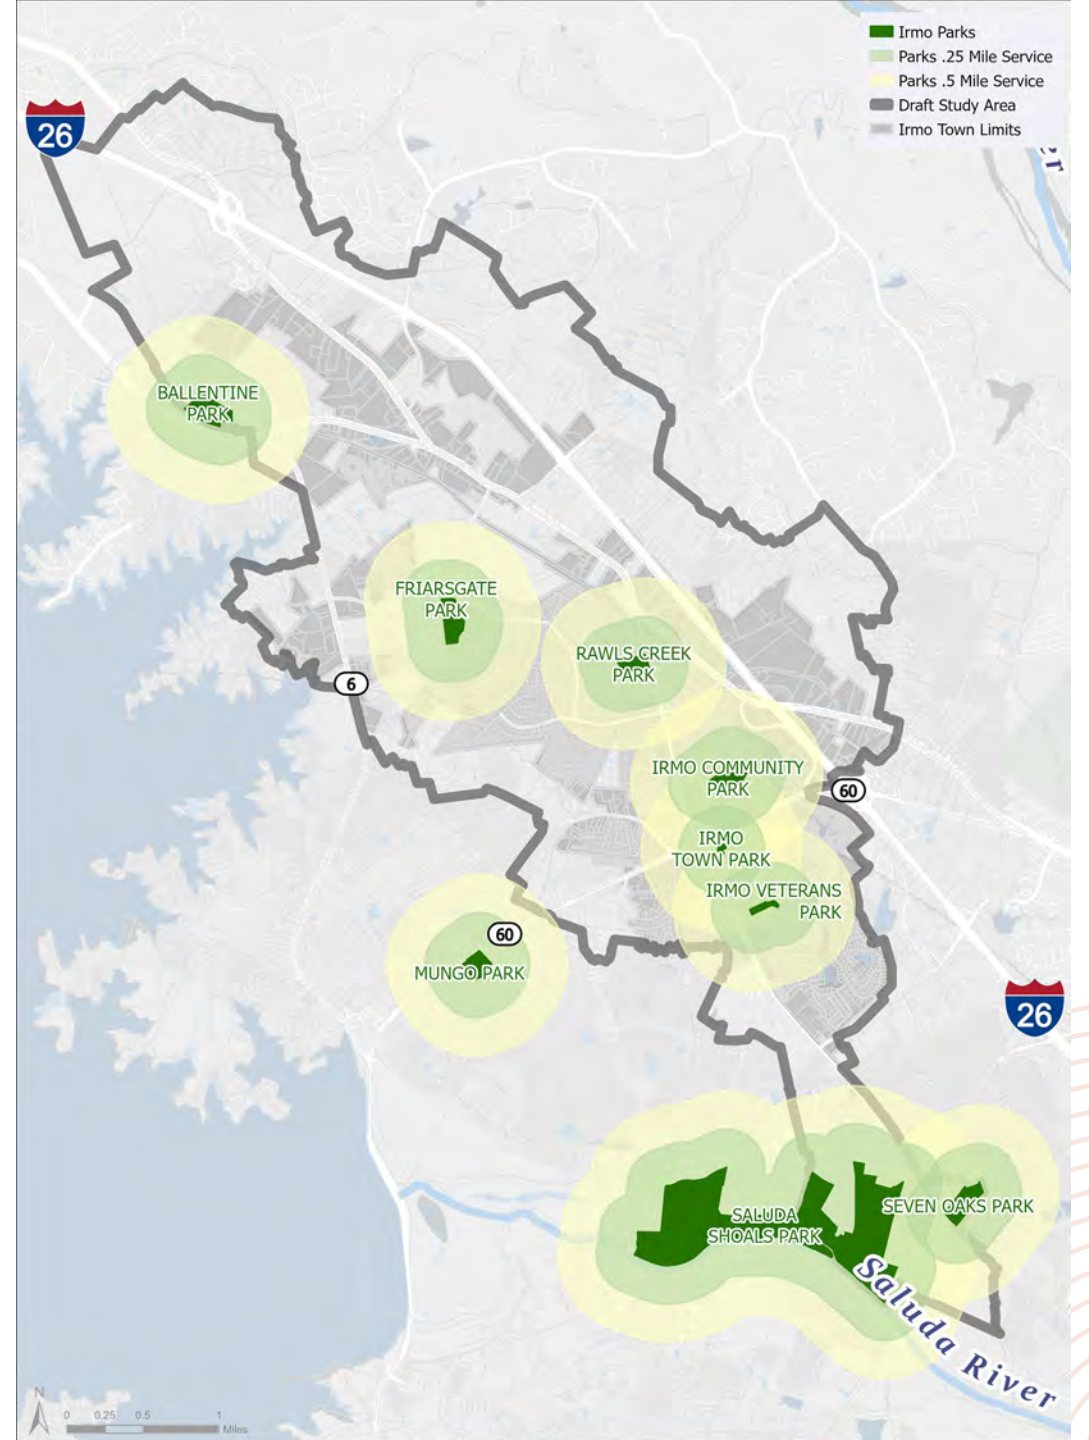 Irmo Parks
Parks .25 Mile Service
Parks .5 Mile Service
Draft Study Area
Irmo Town Limits
er
26
BALLENTINE
PARK
FRIARSGATE
PARK
RAWLS CREEK
PARK
6
IRMO COMMUNITY
PARK
60
IRMO
TOWN PARK
IRMO VETERANS
PARK
60
MUNGO PARK
26
SALUDA
SHOALS PARK
SEVEN OAKS PARK
Saluda River
N
0 0.25 0.5 1
Miles